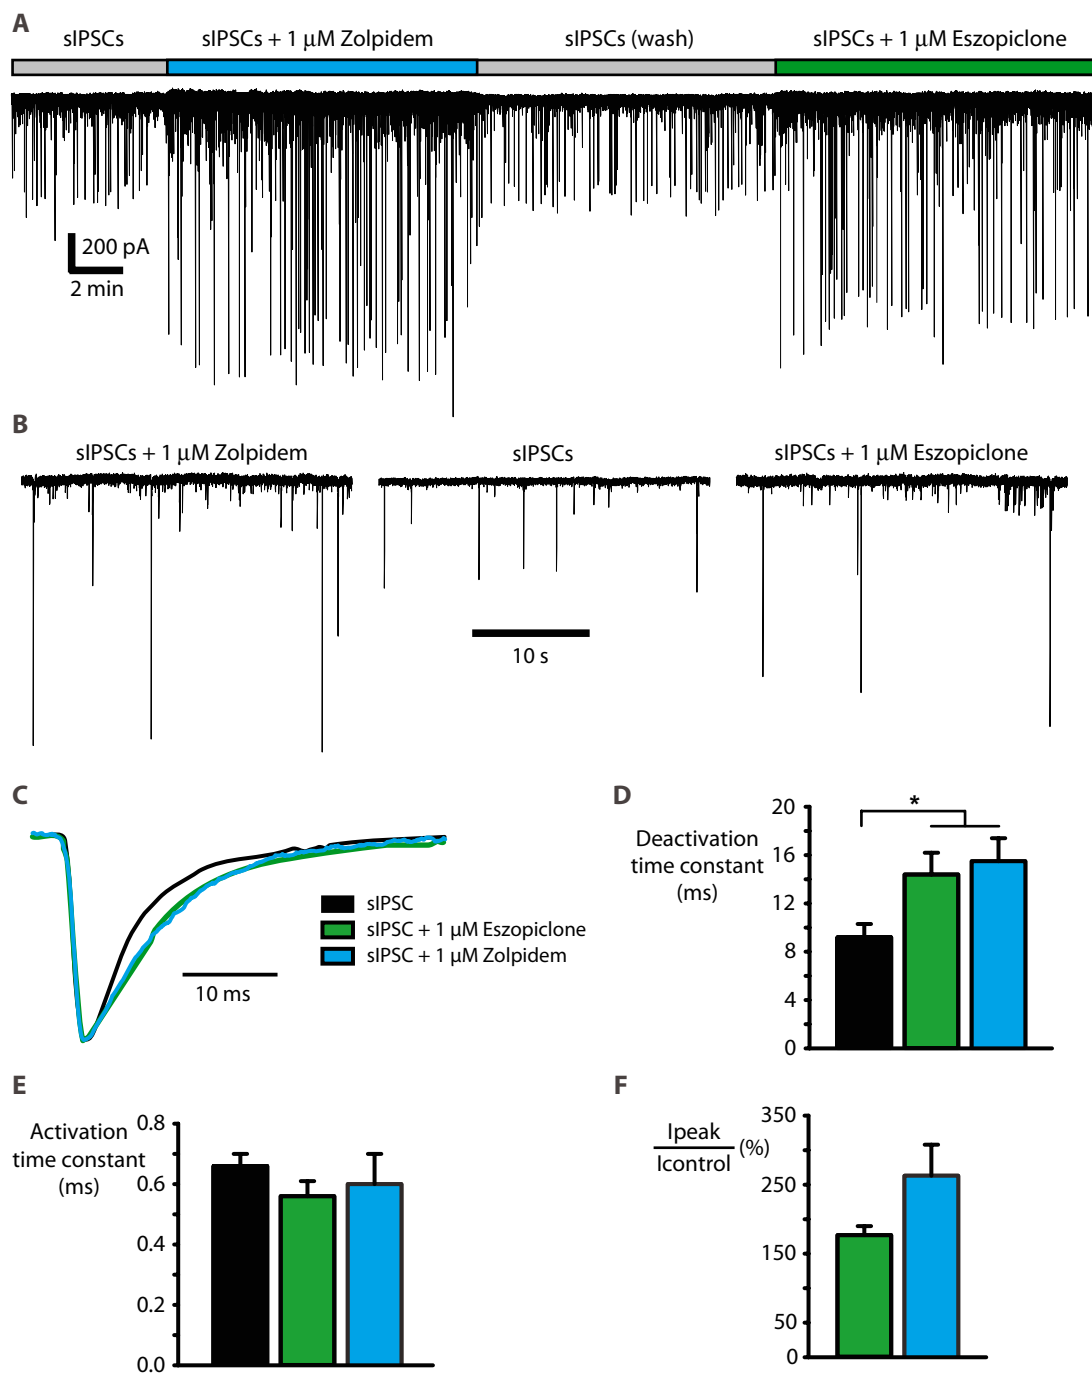 A
sIPSCs
sIPSCs + 1 μM Zolpidem
sIPSCs (wash)
sIPSCs + 1 μM Eszopiclone
200 pA
2 min
B
sIPSCs + 1 μM Zolpidem
sIPSCs
sIPSCs + 1 μM Eszopiclone
10 s
C
sIPSC
sIPSC + 1 μM Eszopiclone
sIPSC + 1 μM Zolpidem
10 ms
D
Deactivation
time constant
(ms)
20
16
12
8
4
0
*
E
Activation
time constant
(ms)
0.8
0.6
0.4
0.2
0.0
F
Ipeak
Icontrol
(%)
350
250
150
50
0